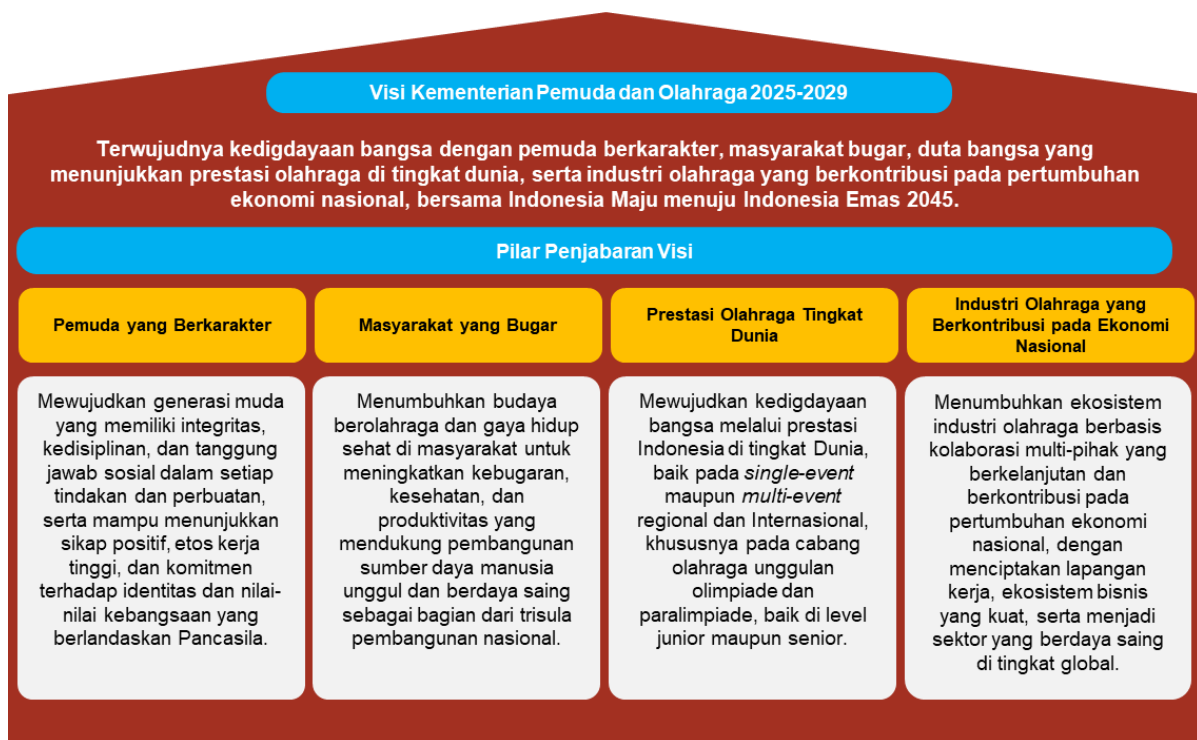 Visi Kementerian Pemuda dan Olahraga 2025-2029
Terwujudnya kedigdayaan bangsa dengan pemuda berkarakter, masyarakat bugar, duta bangsa yang
menunjukkan prestasi olahraga di tingkat dunia, serta industri olahraga yang berkontribusi pada pertumbuhan
ekonomi nasional, bersama Indonesia Maju menuju Indonesia Emas 2045.
Pilar Penjabaran Visi
Pemuda yang Berkarakter
Mewujudkan generasi muda
yang memiliki integritas,
kedisiplinan, dan tanggung
jawab sosial dalam setiap
tindakan dan perbuatan,
serta mampu menunjukkan
sikap positif, etos kerja
tinggi, dan komitmen
terhadap identitas dan nilai-
nilai kebangsaan yang
berlandaskan Pancasila.
Masyarakat yang Bugar
Menumbuhkan budaya
berolahraga dan gaya hidup
sehat di masyarakat untuk
meningkatkan kebugaran,
kesehatan, dan
produktivitas yang
mendukung pembangunan
sumber daya manusia
unggul dan berdaya saing
sebagai bagian dari trisula
pembangunan nasional.
Prestasi Olahraga Tingkat
Dunia
Mewujudkan kedigdayaan
bangsa melalui prestasi
Indonesia di tingkat Dunia,
baik pada single-event
maupun multi-event
regional dan Internasional,
khususnya pada cabang
olahraga unggulan
olimpiade dan
paralimpiade, baik di level
junior maupun senior.
Industri Olahraga yang
Berkontribusi pada Ekonomi
Nasional
Menumbuhkan ekosistem
industri olahraga berbasis
kolaborasi multi-pihak yang
berkelanjutan dan
berkontribusi pada
pertumbuhan ekonomi
nasional, dengan
menciptakan lapangan
kerja, ekosistem bisnis
yang kuat, serta menjadi
sektor yang berdaya saing
di tingkat global.